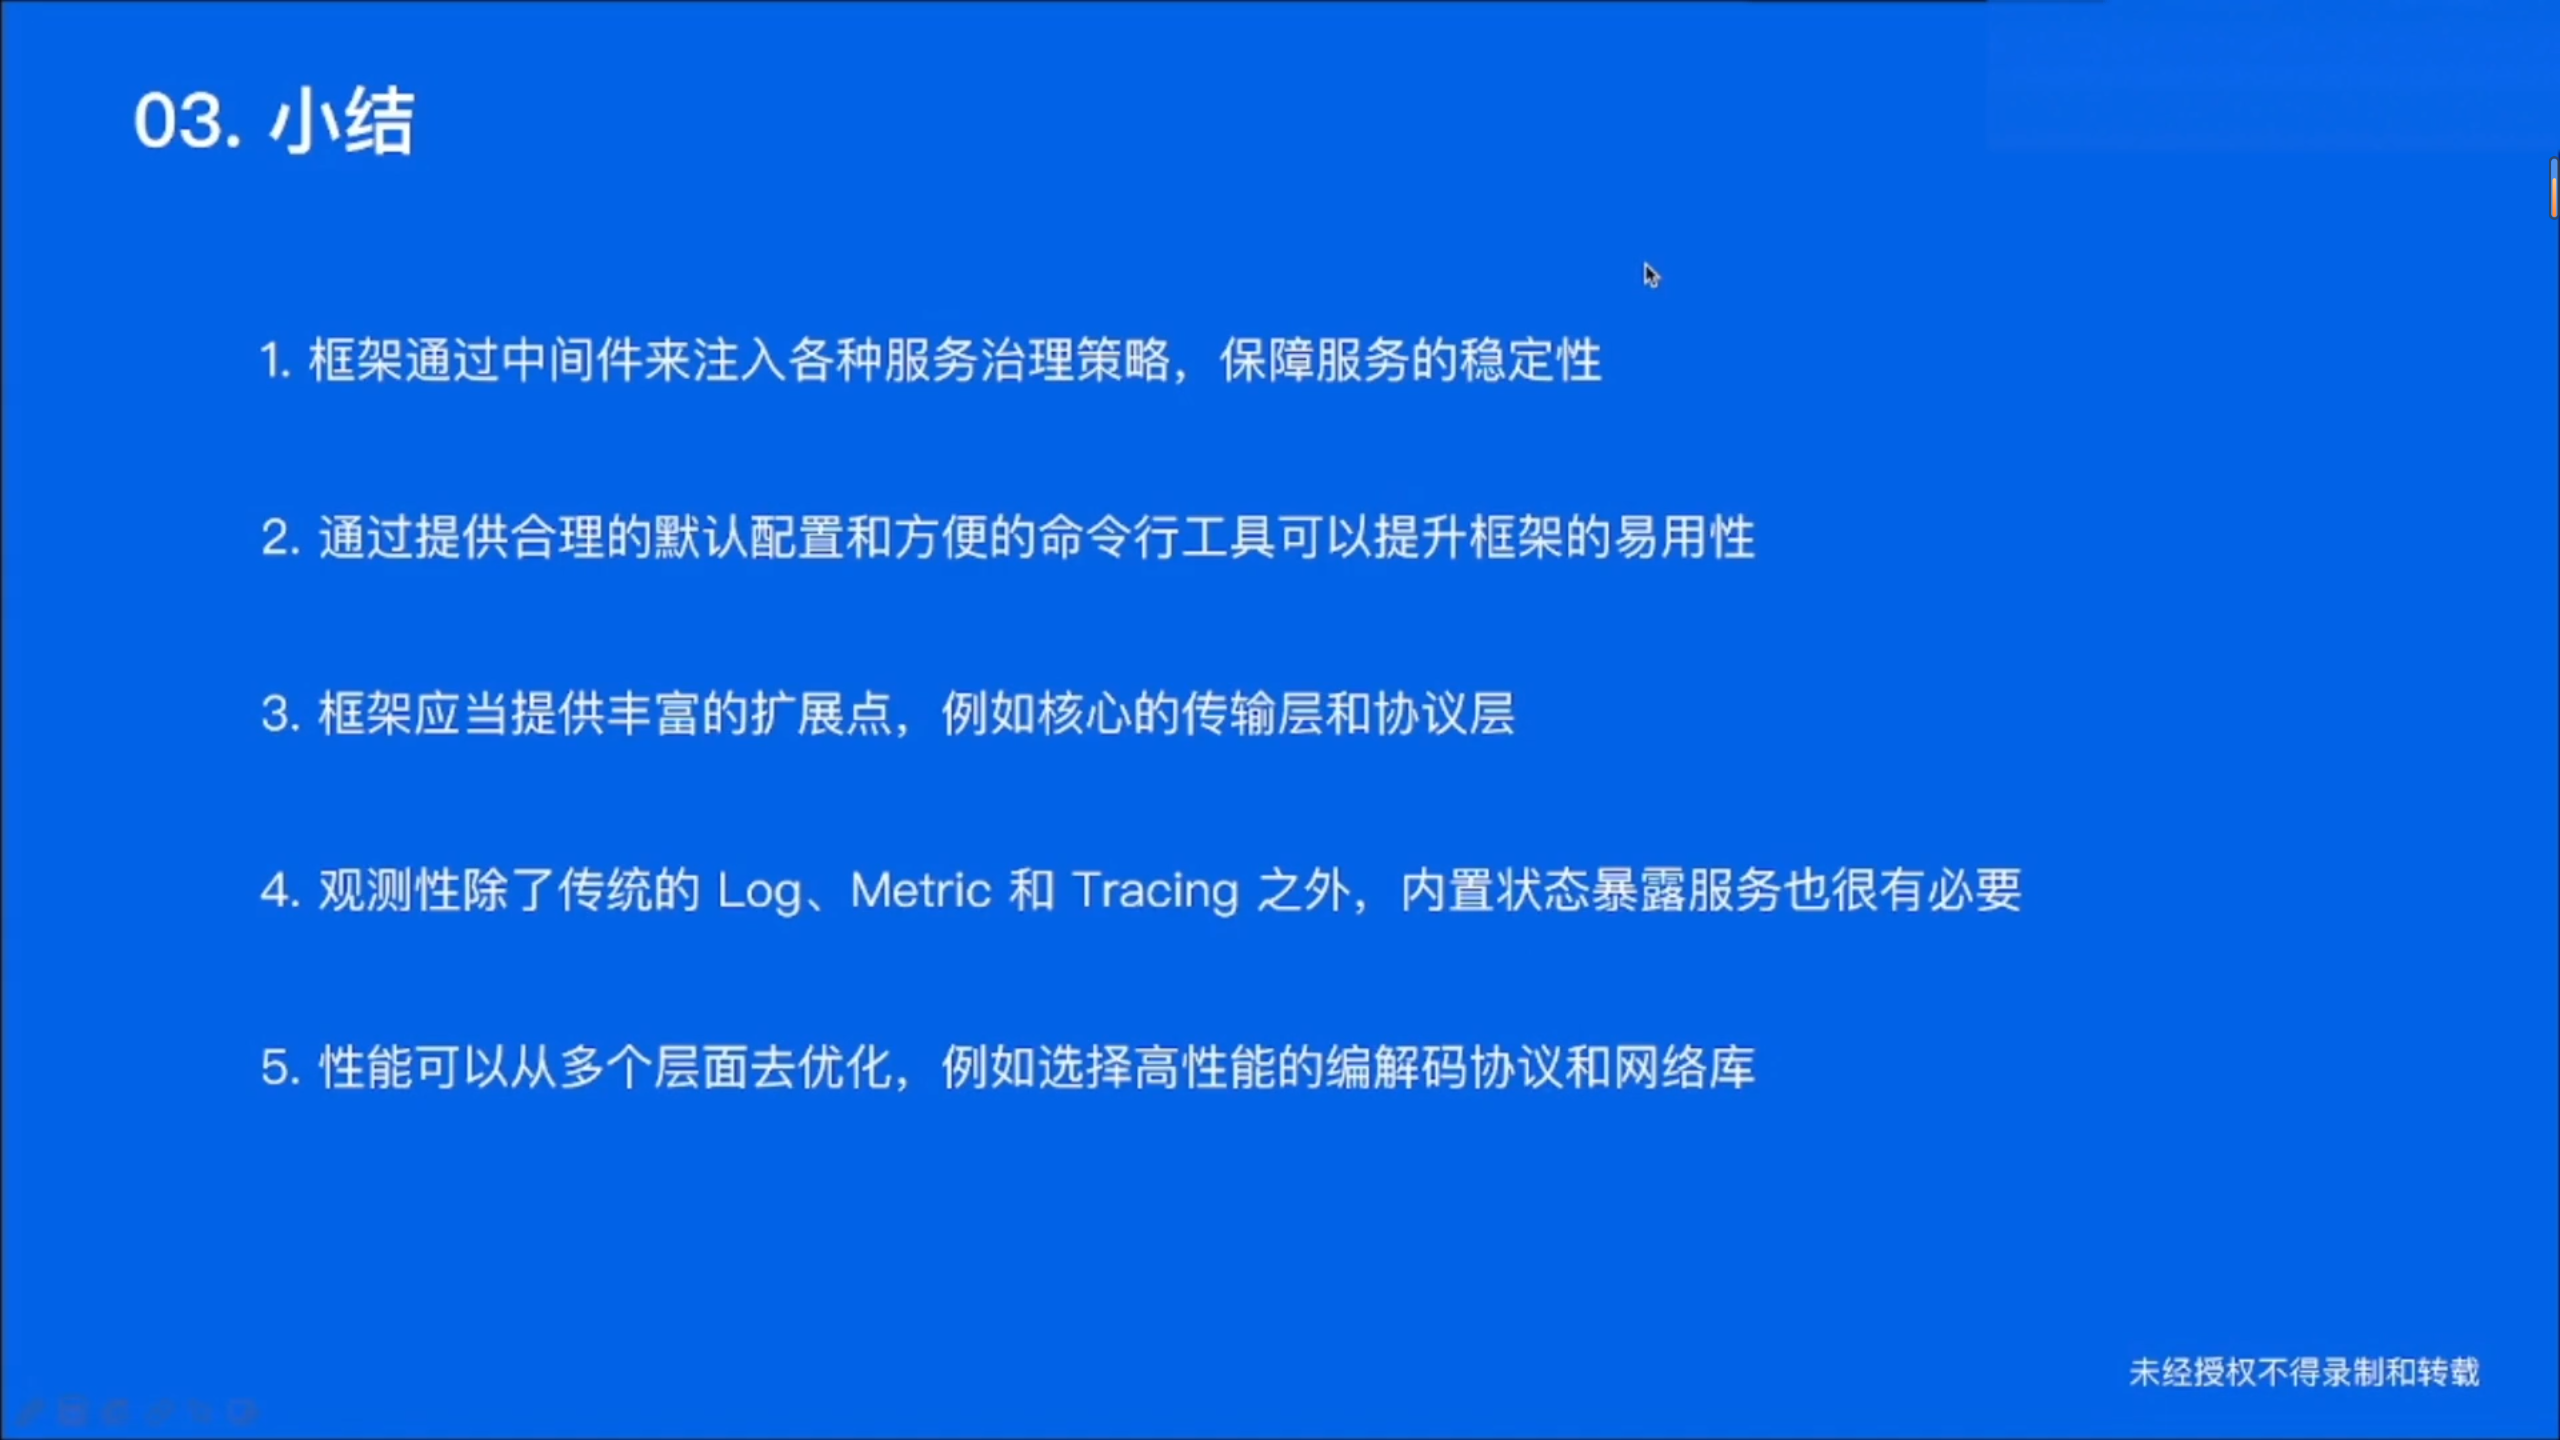 03. 小结
1. 框架通过中间件来注入各种服务治理策略，保障服务的稳定性
2. 通过提供合理的默认配置和方便的命令行工具可以提升框架的易用性
3. 框架应当提供丰富的扩展点，例如核心的传输层和协议层
4. 观测性除了传统的 Log、Metric 和 Tracing 之外，内置状态暴露服务也很有必要
5. 性能可以从多个层面去优化，例如选择高性能的编解码协议和网络库
未经授权不得录制和转载